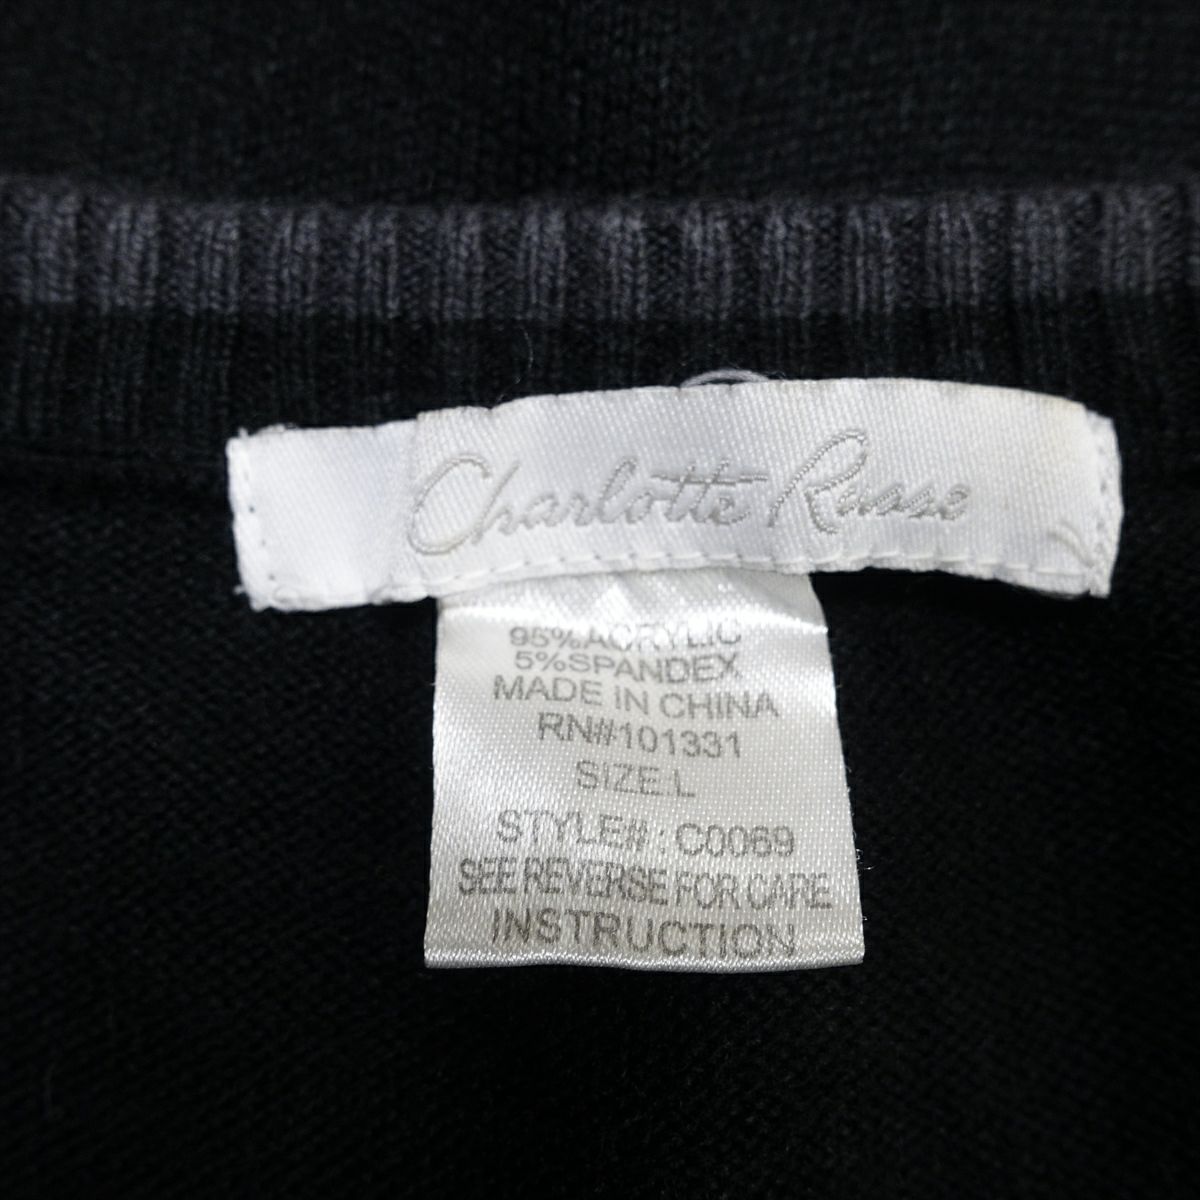 Charlotte Russe
95%ACRYLIC
5%SPANDEX
MADE IN CHINA
RN#101331
SIZE:L
STYLE#: C0069
SEE REVERSE FOR CARE
INSTRUCTION